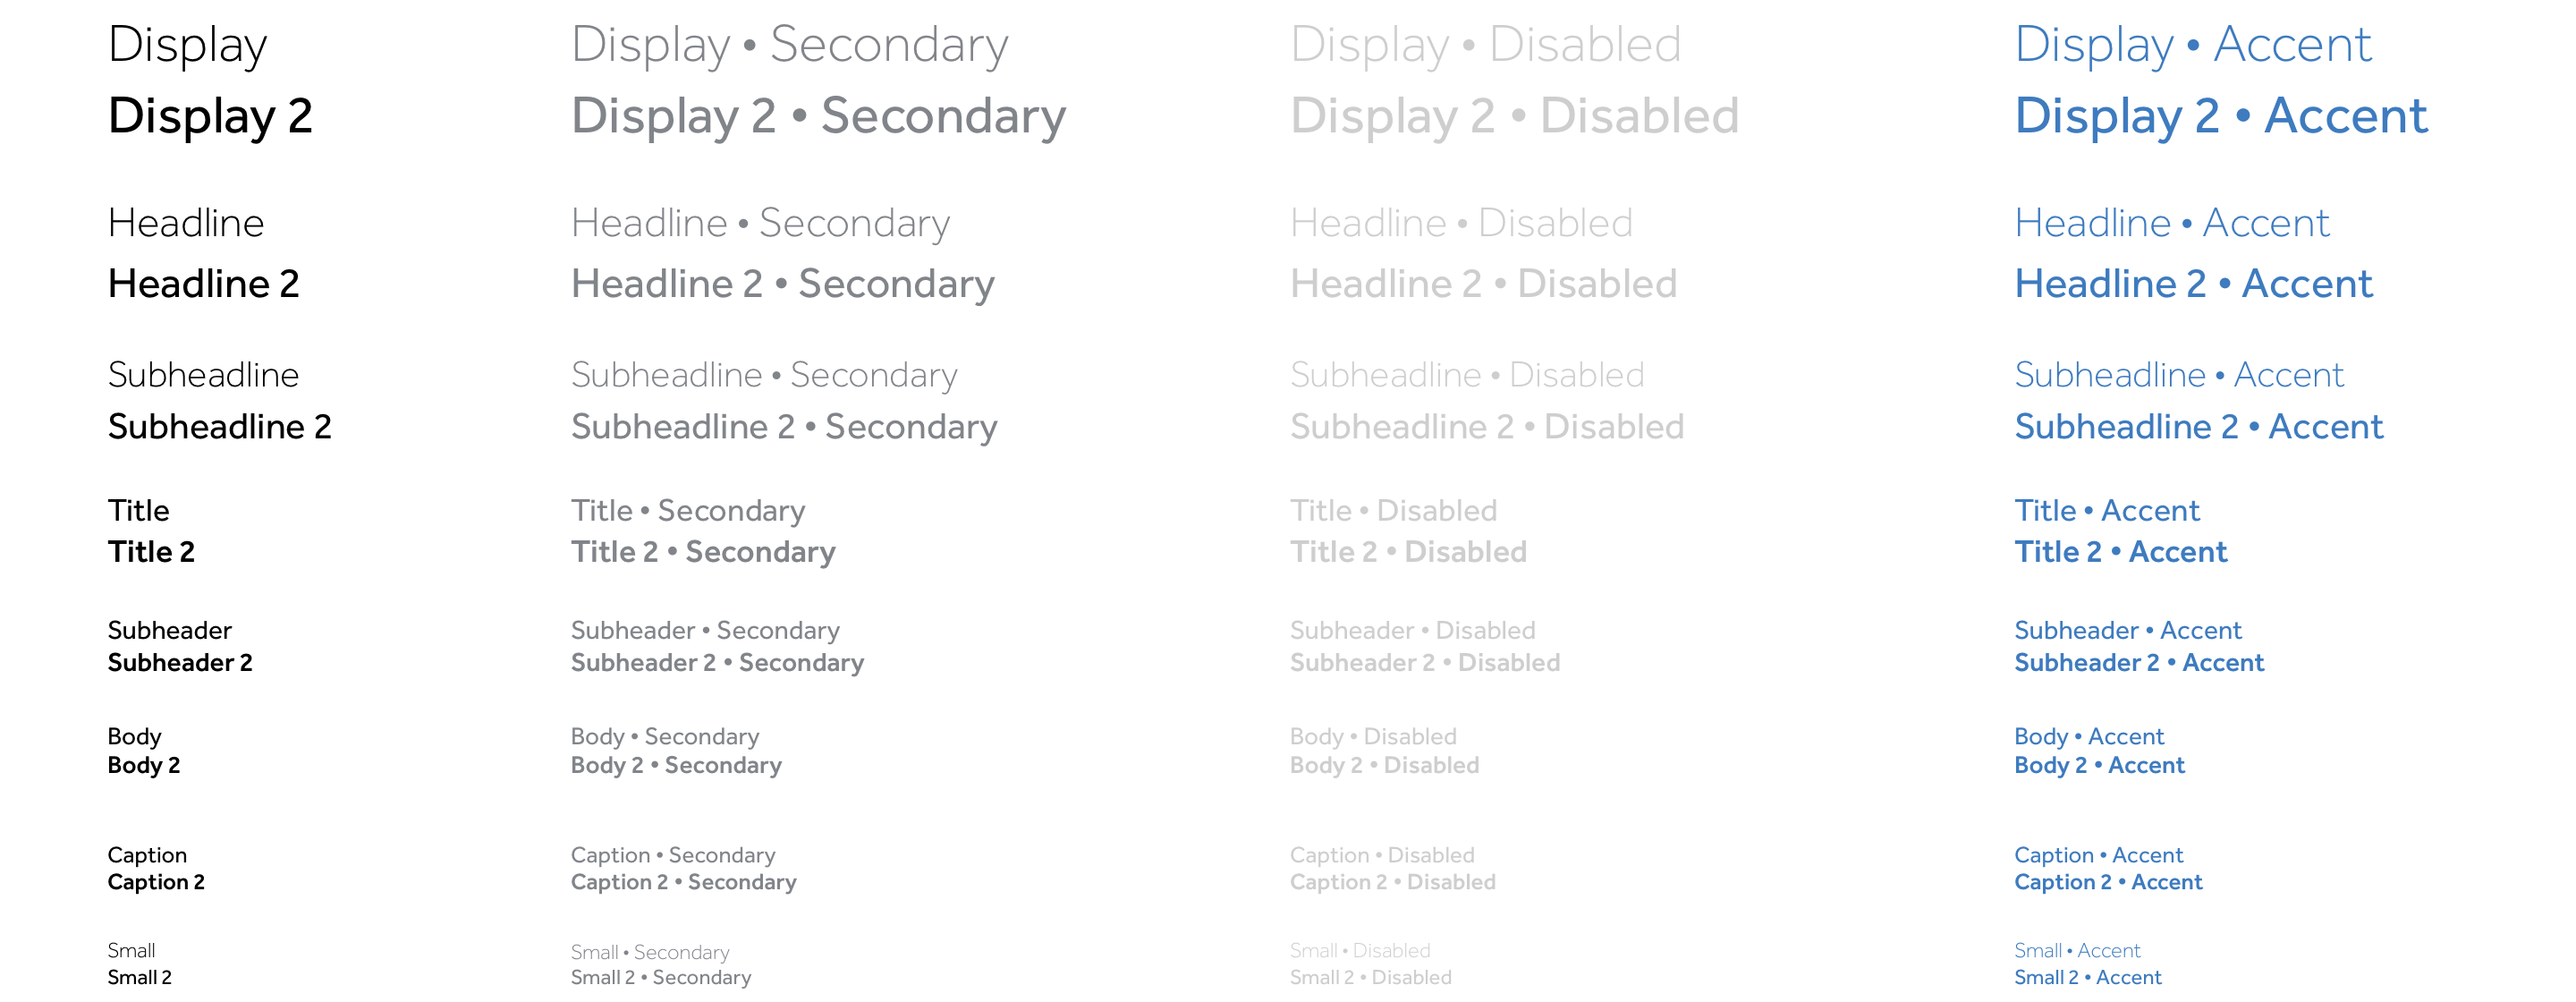 Display
Display 2
Headline
Headline 2
Subheadline
Subheadline 2
Title
Title 2
Subheader
Subheader 2
Body
Body 2
Caption
Caption 2
Small
Small 2
Display • Secondary
Display 2 • Secondary
Headline • Secondary
Headline 2 • Secondary
Subheadline • Secondary
Subheadline 2 • Secondary
Title • Secondary
Title 2 • Secondary
Subheader • Secondary
Subheader 2 • Secondary
Body • Secondary
Body 2 • Secondary
Caption • Secondary
Caption 2 • Secondary
Small • Secondary
Small 2 • Secondary
Display • Disabled
Display 2 • Disabled
Headline • Disabled
Headline 2 • Disabled
Subheadline • Disabled
Subheadline 2 • Disabled
Title • Disabled
Title 2 • Disabled
Subheader • Disabled
Subheader 2 • Disabled
Body • Disabled
Body 2 • Disabled
Caption • Disabled
Caption 2 • Disabled
Small • Disabled
Small 2 • Disabled
Display • Accent
Display 2 • Accent
Headline • Accent
Headline 2 • Accent
Subheadline • Accent
Subheadline 2 • Accent
Title • Accent
Title 2 • Accent
Subheader • Accent
Subheader 2 • Accent
Body • Accent
Body 2 • Accent
Caption • Accent
Caption 2 • Accent
Small • Accent
Small 2 • Accent